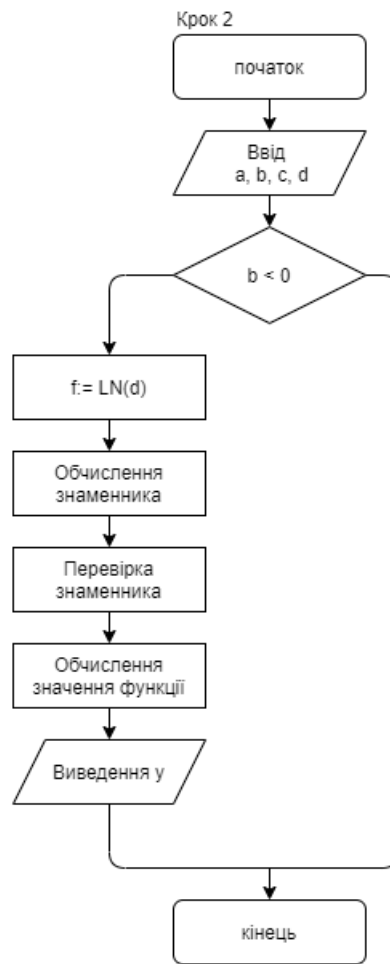 Крок 2
початок
Ввід
a, b, c, d
b < 0
f:= LN(d)
Обчислення
знаменника
Перевірка
знаменника
Обчислення
значення функції
Виведення y
кінець